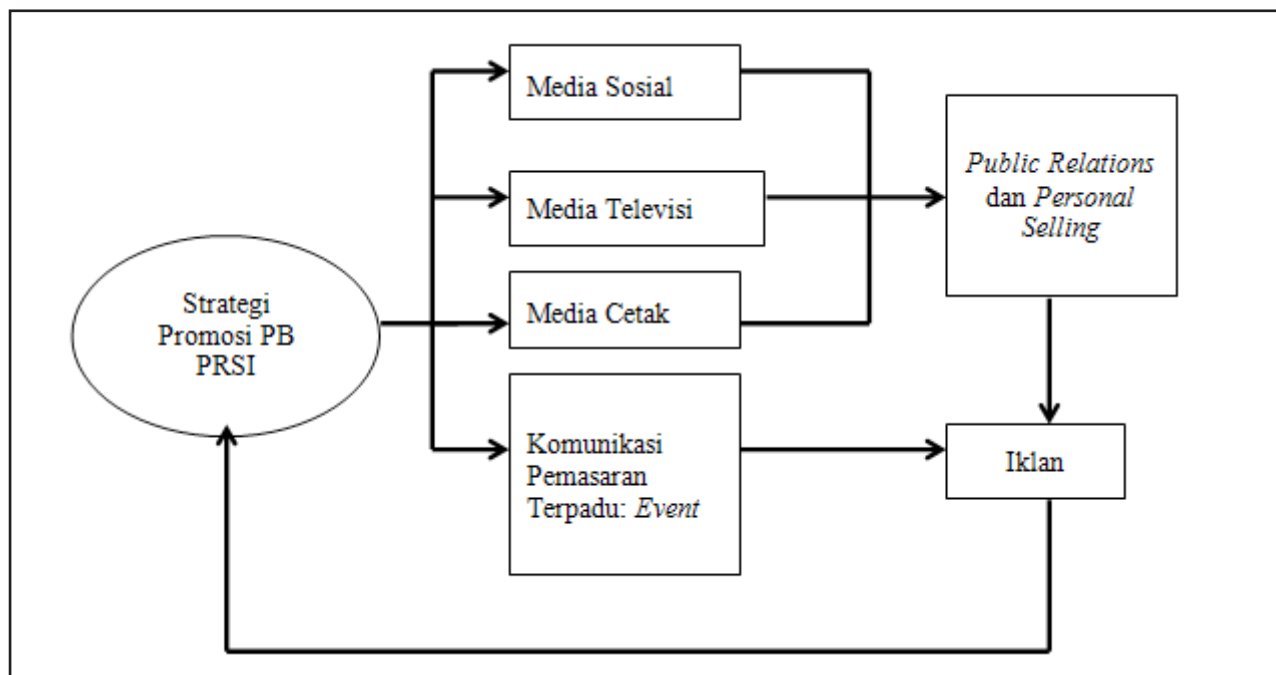 Media Sosial
Public Relations
dan Personal
Selling
Media Televisi
Strategi
Promosi PB
PRSI
Media Cetak
Komunikasi
Pemasaran
Terpadu: Event
Iklan